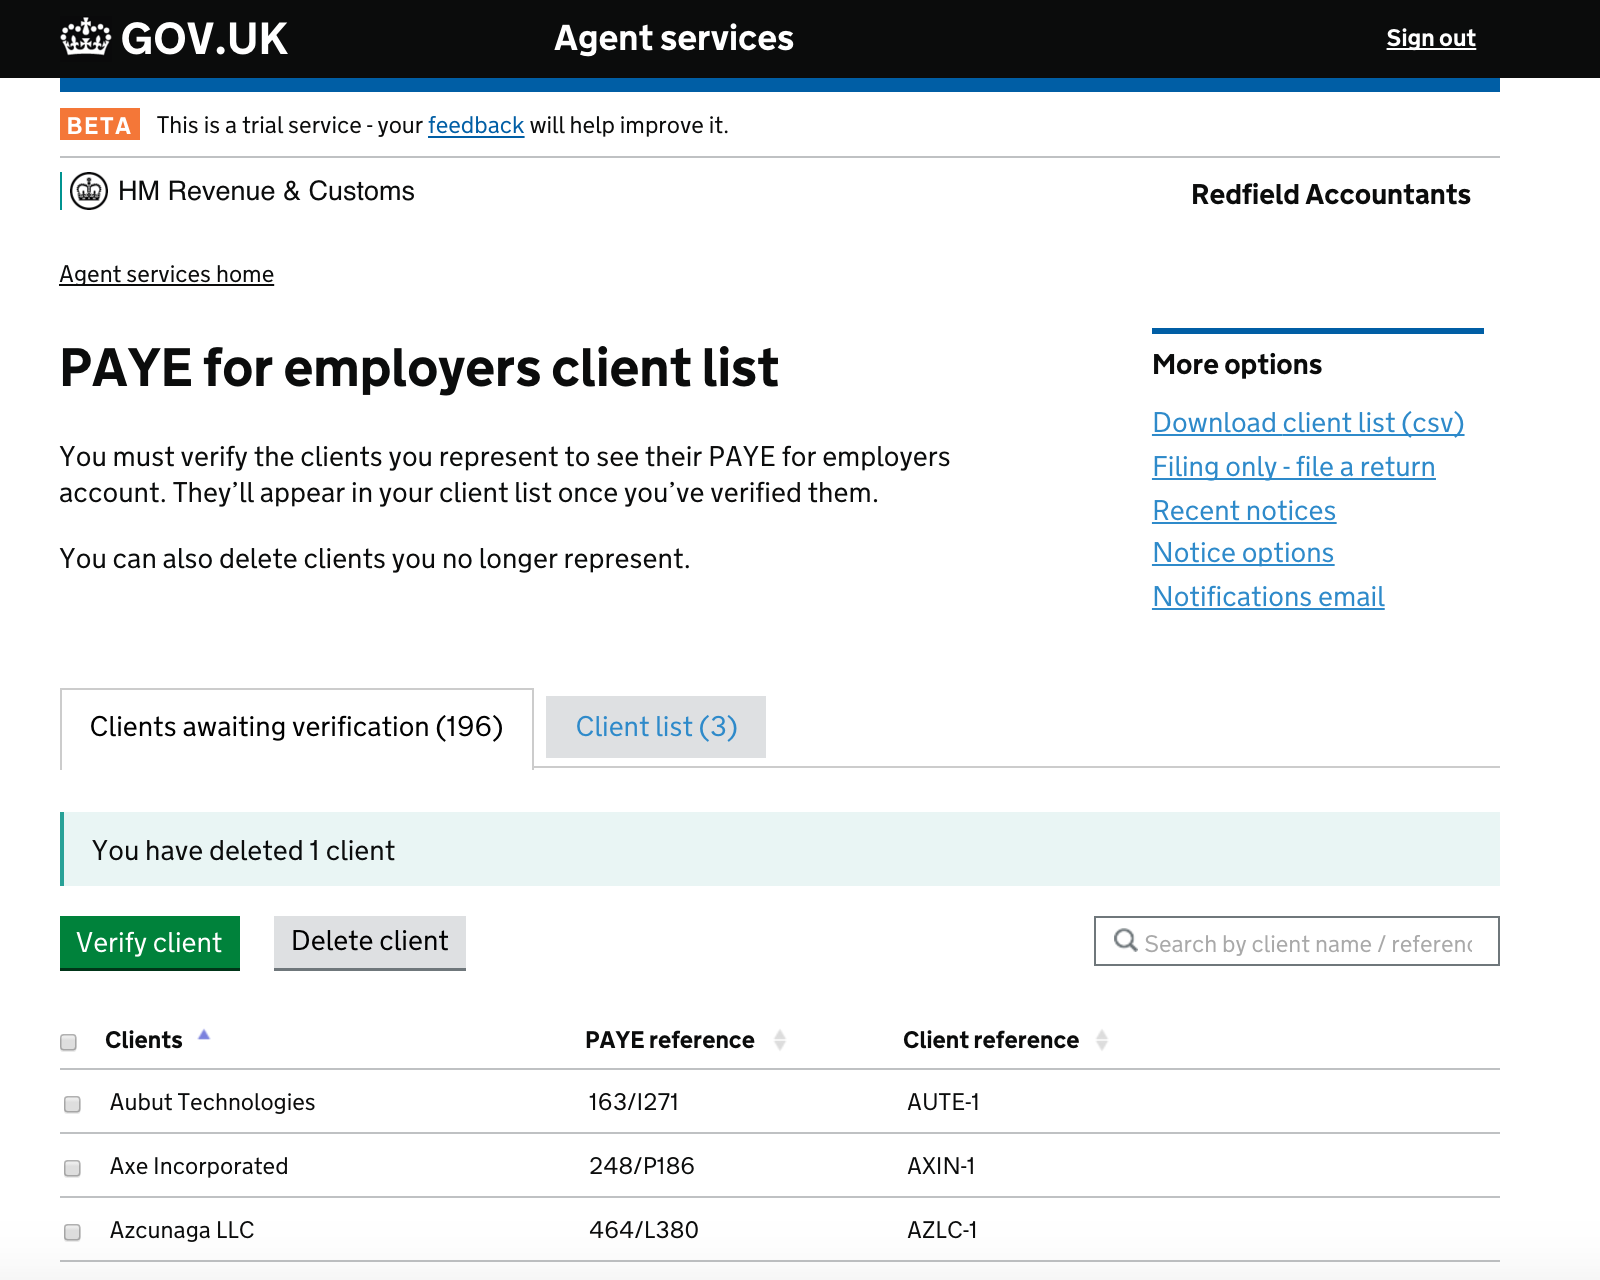 GOV.UK
Agent services
Sign out
BETA This is a trial service - your feedback will help improve it.
HM Revenue & Customs
Redfield Accountants
Agent services home
PAYE for employers client list
You must verify the clients you represent to see their PAYE for employers
account. They’ll appear in your client list once you’ve verified them.
You can also delete clients you no longer represent.
More options
Download client list (csv)
Filing only - file a return
Recent notices
Notice options
Notifications email
Clients awaiting verification (196)
Client list (3)
You have deleted 1 client
Verify client
Delete client
Search by client name / referenc
Clients PAYE reference Client reference
Aubut Technologies 163/I271 AUTE-1
Axe Incorporated 248/P186 AXIN-1
Azcunaga LLC 464/L380 AZLC-1